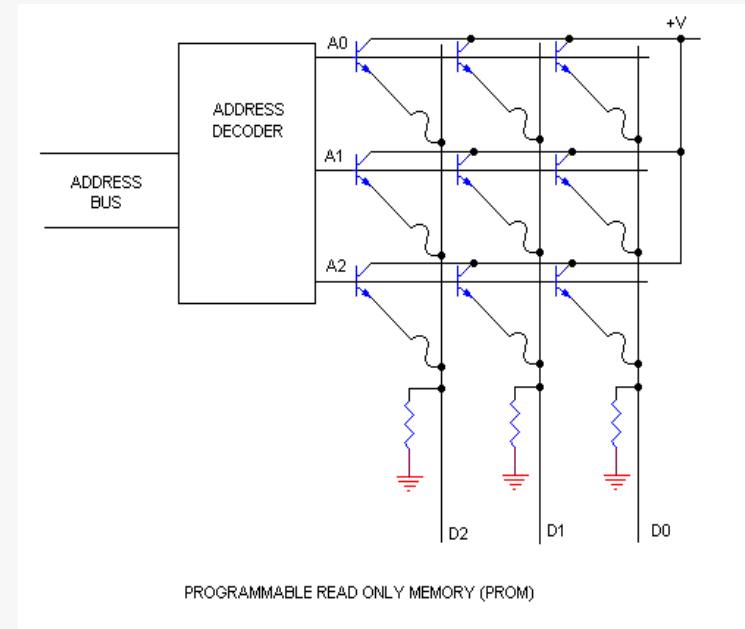 +V
A0
ADDRESS
DECODER
A1
ADDRESS
BUS
A2
D2
D1
D0
PROGRAMMABLE READ ONLY MEMORY (PROM)